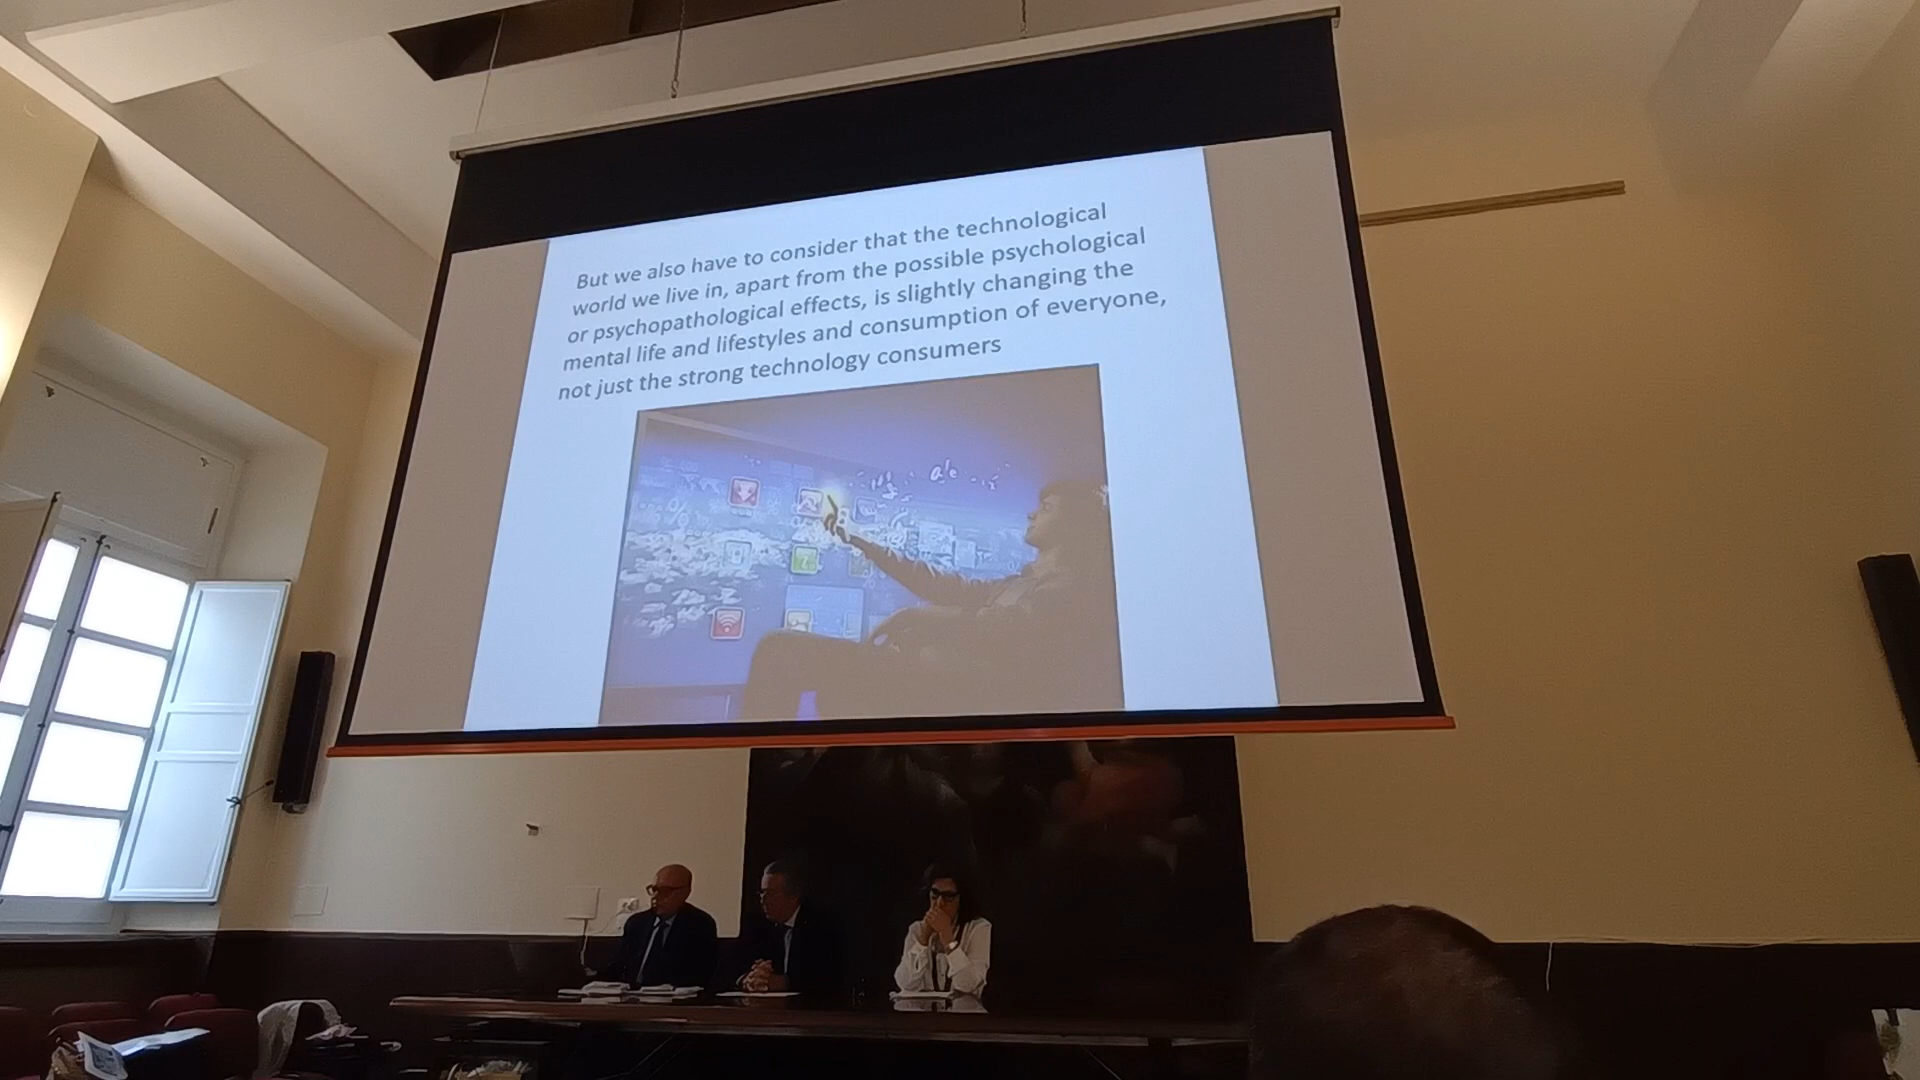 But we also have to consider that the technological
world we live in, apart from the possible psychological
or psychopathological effects, is slightly changing the
mental life and lifestyles and consumption of everyone,
not just the strong technology consumers